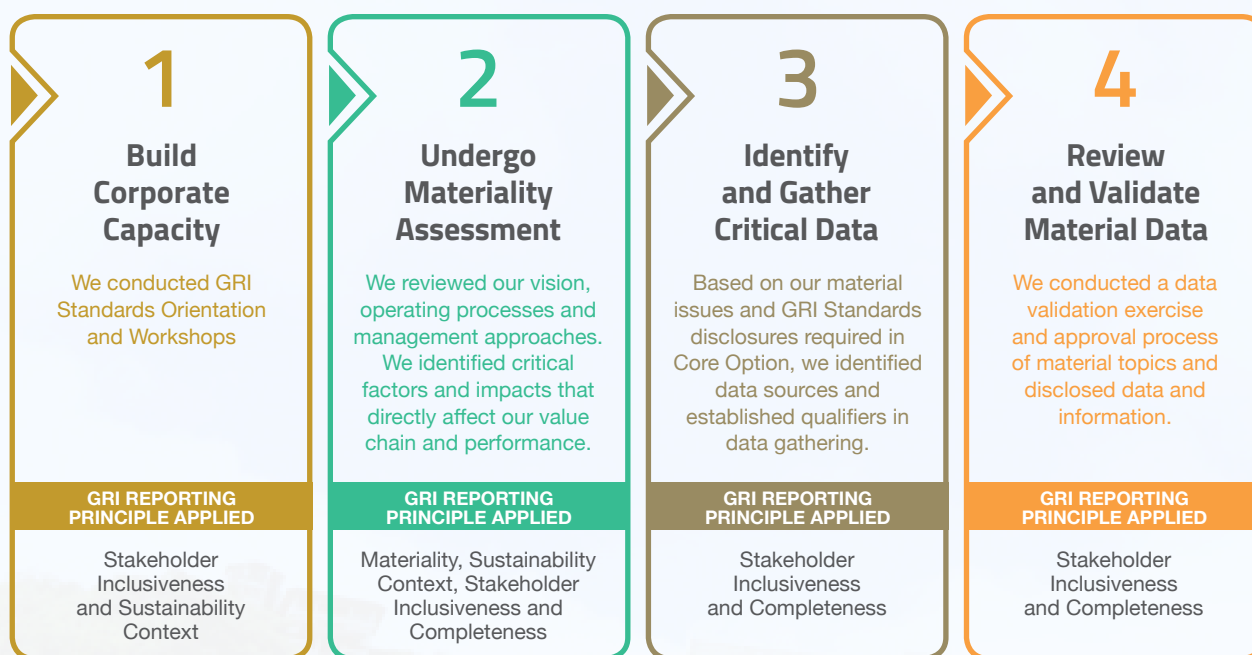 1
Build
Corporate
Capacity
We conducted GRI
Standards Orientation
and Workshops
GRI REPORTING
PRINCIPLE APPLIED
Stakeholder
Inclusiveness
and Sustainability
Context
2
Undergo
Materiality
Assessment
We reviewed our vision,
operating processes and
management approaches.
We identified critical
factors and impacts that
directly affect our value
chain and performance.
GRI REPORTING
PRINCIPLE APPLIED
Materiality, Sustainability
Context, Stakeholder
Inclusiveness and
Completeness
3
Identify
and Gather
Critical Data
Based on our material
issues and GRI Standards
disclosures required in
Core Option, we identified
data sources and
established qualifiers in
data gathering.
GRI REPORTING
PRINCIPLE APPLIED
Stakeholder
Inclusiveness
and Completeness
4
Review
and Validate
Material Data
We conducted a data
validation exercise
and approval process
of material topics and
disclosed data and
information.
GRI REPORTING
PRINCIPLE APPLIED
Stakeholder
Inclusiveness
and Completeness